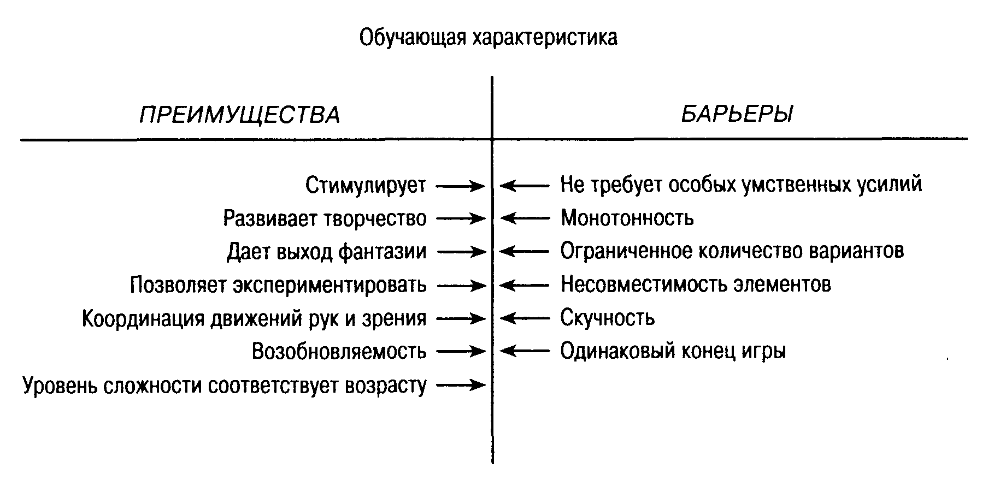 Обучающая характеристика
ПРЕИМУЩЕСТВА
БАРЬЕРЫ
Стимулирует
Не требует особых умственных усилий
Развивает творчество
Монотонность
Дает выход фантазии
Ограниченное количество вариантов
Позволяет экспериментировать
Несовместимость элементов
Координация движений рук и зрения
Скучность
Возобновляемость
Одинаковый конец игры
Уровень сложности соответствует возрасту